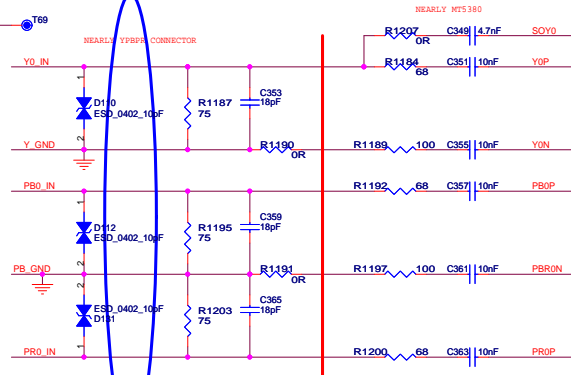 NEARLY MT5380
T69
R1207
0R
C349
4.7nF
SOY0
NEARLY YPBPR CONNECTOR
Y0_IN
R1184
68
C351
10nF
Y0P
1
D110
ESD_0402_10pF
R1187
75
C353
18pF
2
Y_GND
R1190
0R
R1189
100
C355
10nF
Y0N
PB0_IN
R1192
68
C357
10nF
PB0P
1
D112
ESD_0402_10pF
R1195
75
C359
18pF
2
PB_GND
R1191
0R
R1197
100
C361
10nF
PBR0N
2
ESD_0402_10pF
D131
R1203
75
C365
18pF
1
PR0_IN
R1200
68
C363
10nF
PR0P